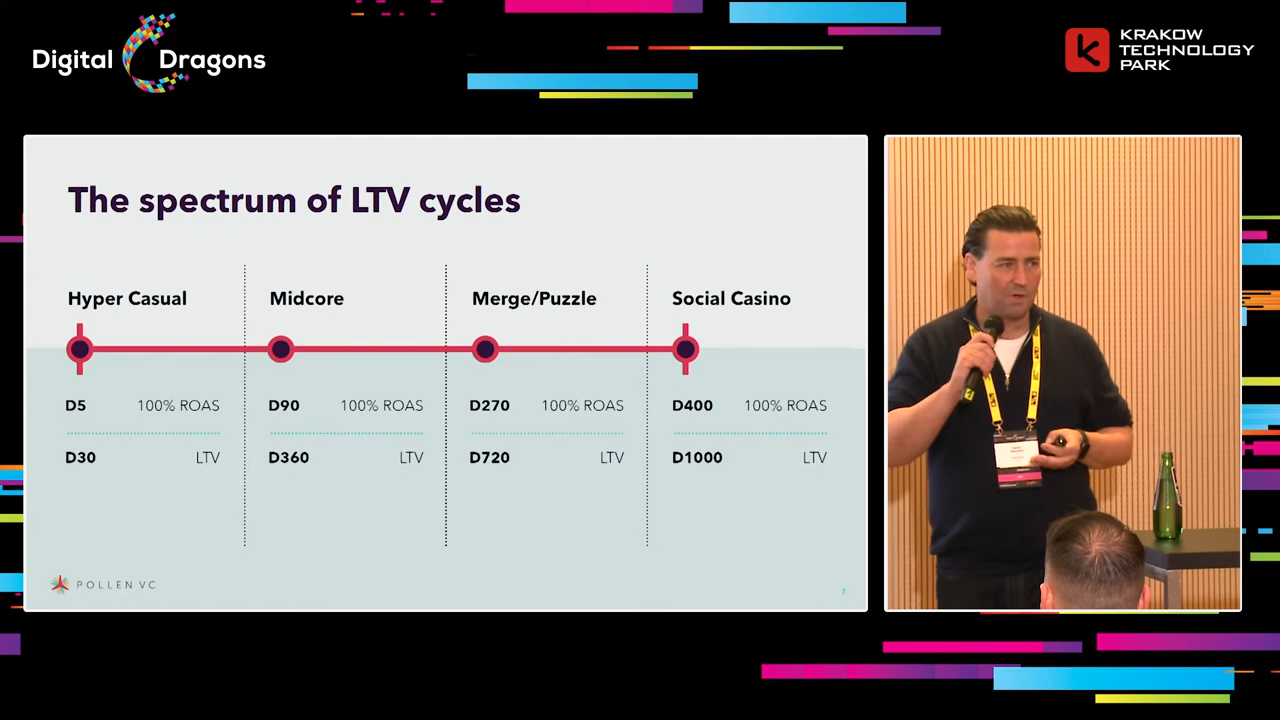 Digital Dragons
KRAKOW
TECHNOLOGY
PARK
The spectrum of LTV cycles
Hyper Casual
Midcore
Merge/Puzzle
Social Casino
D5 100% ROAS
D90 100% ROAS
D270 100% ROAS
D400 100% ROAS
D30 LTV
D360 LTV
D720 LTV
D1000 LTV
POLLEN VC
7